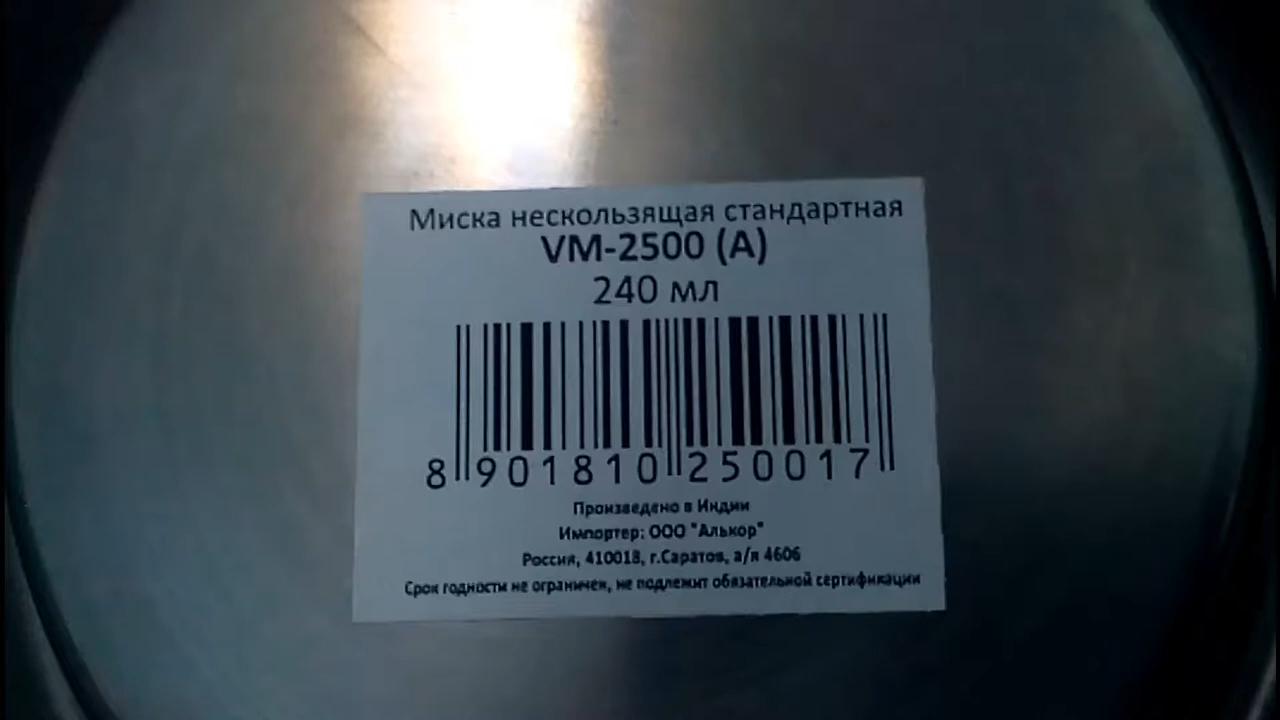 Миска нескользящая стандартная
VM-2500 (A)
240 мл
8 901810 250017
Произведено в Индии
Импортер: ООО "Алькор"
Россия, 410018, г.Саратов, а/я 4606
Срок годности не ограничен, не подлежит обязательной сертификации